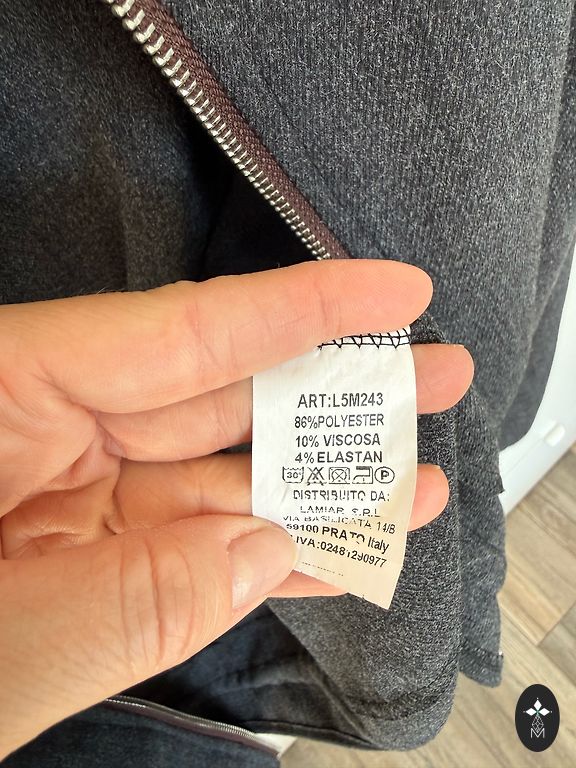 ART:L5M243
86%POLYESTER
10% VISCOSA
4% ELASTAN
30° P
DISTRIBUITO DA:
LAMIAR S.R.L
VIA BASILICATA 14/B
59100 PRATO Italy
.IVA:02481290977
M